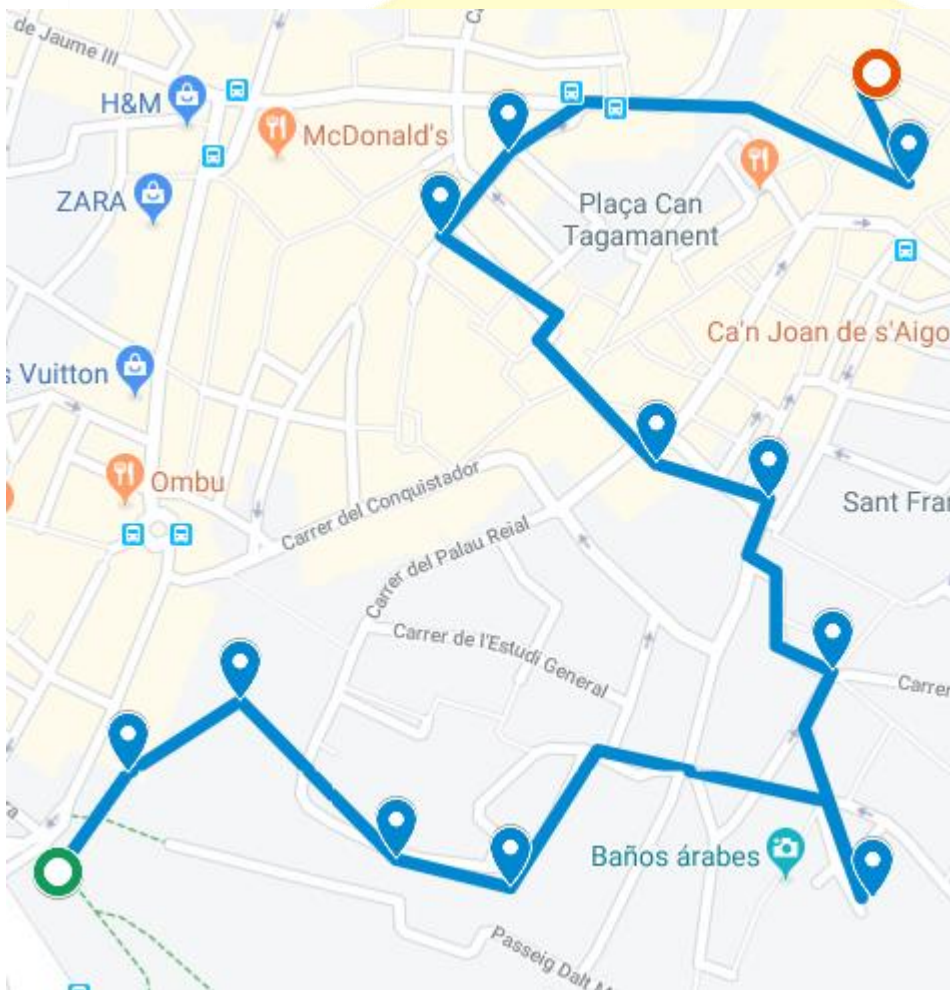 de Jaume III
H&M
McDonald's
ZARA
Plaça Can
Tagamanent
Ca'n Joan de s'Aigo
s Vuitton
Ombu
Carrer del Conquistador
Sant Fran
Carrer del Palau Reial
Carrer de l'Estudi General
Carrer
Baños árabes
Passeig Dalt M